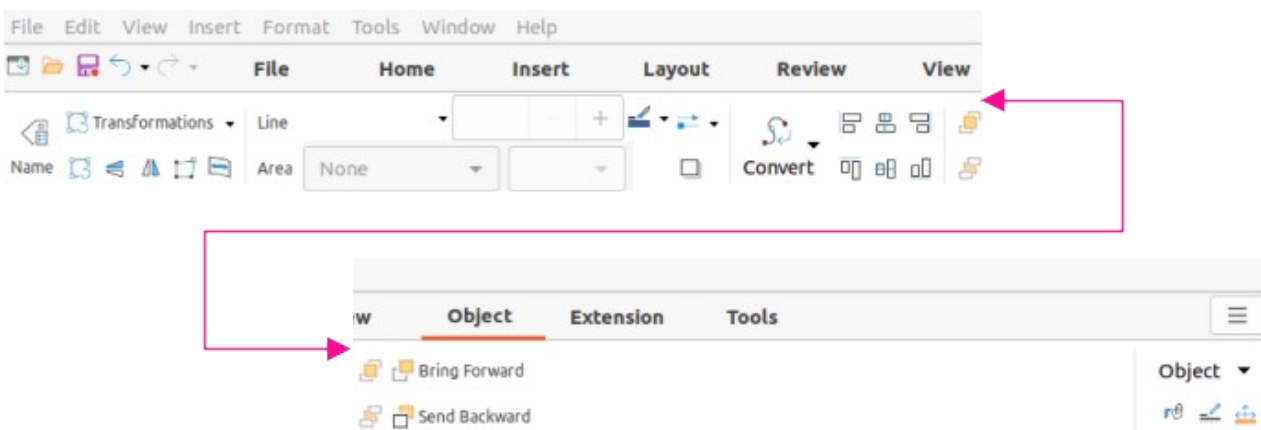 File Edit View Insert Format Tools Window Help
File Home Insert Layout Review View
Transformations Line
Name Area None Convert
w Object Extension Tools
Bring Forward Object
Send Backward